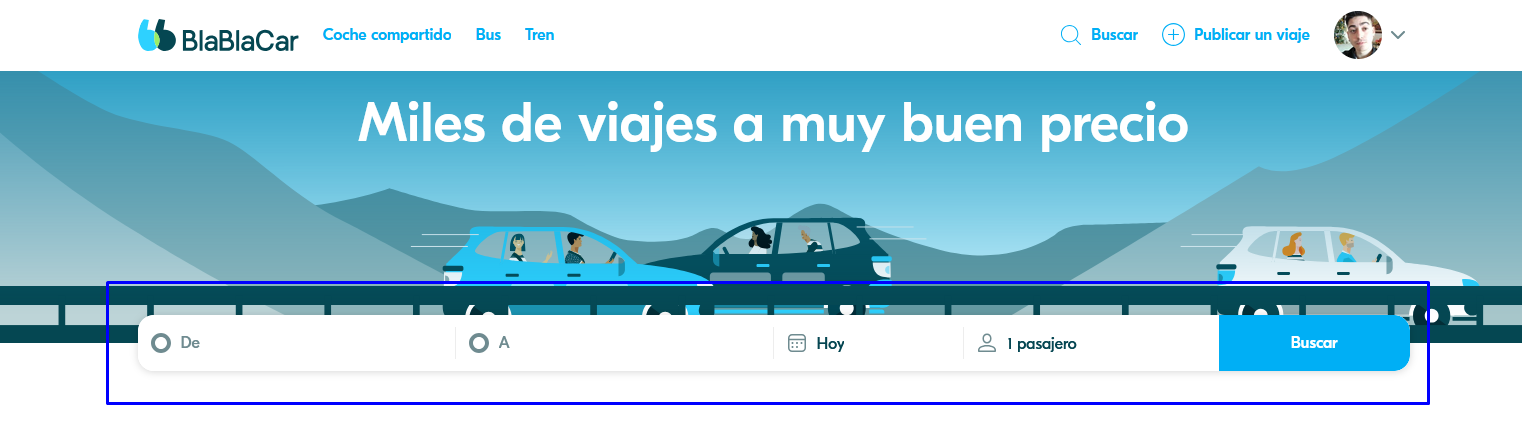 BlaBlaCar Coche compartido Bus Tren Buscar Publicar un viaje
Miles de viajes a muy buen precio
De A Hoy 1 pasajero Buscar